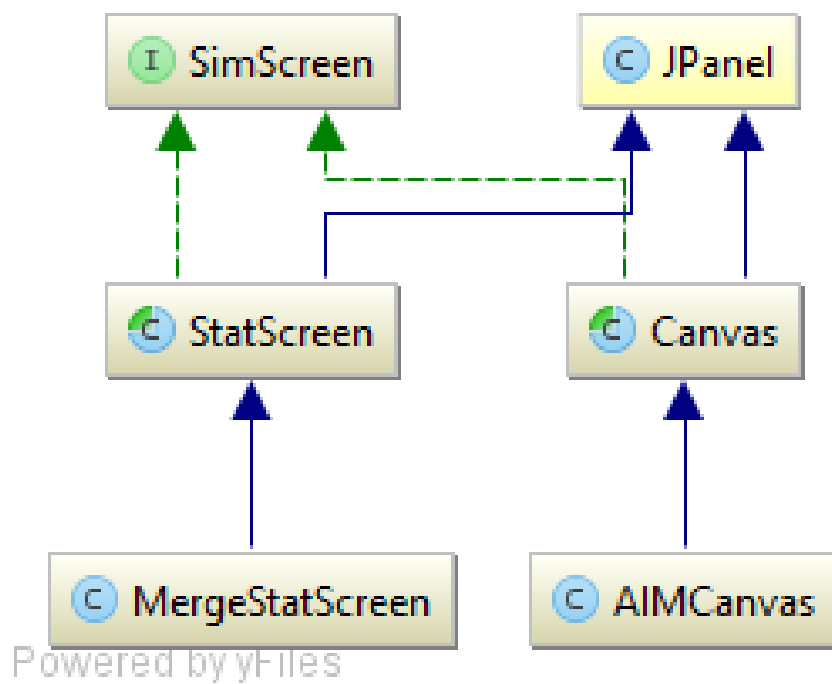 I SimScreen
C JPanel
C StatScreen
C Canvas
C MergeStatScreen
C AIMCanvas
Powered by yFiles